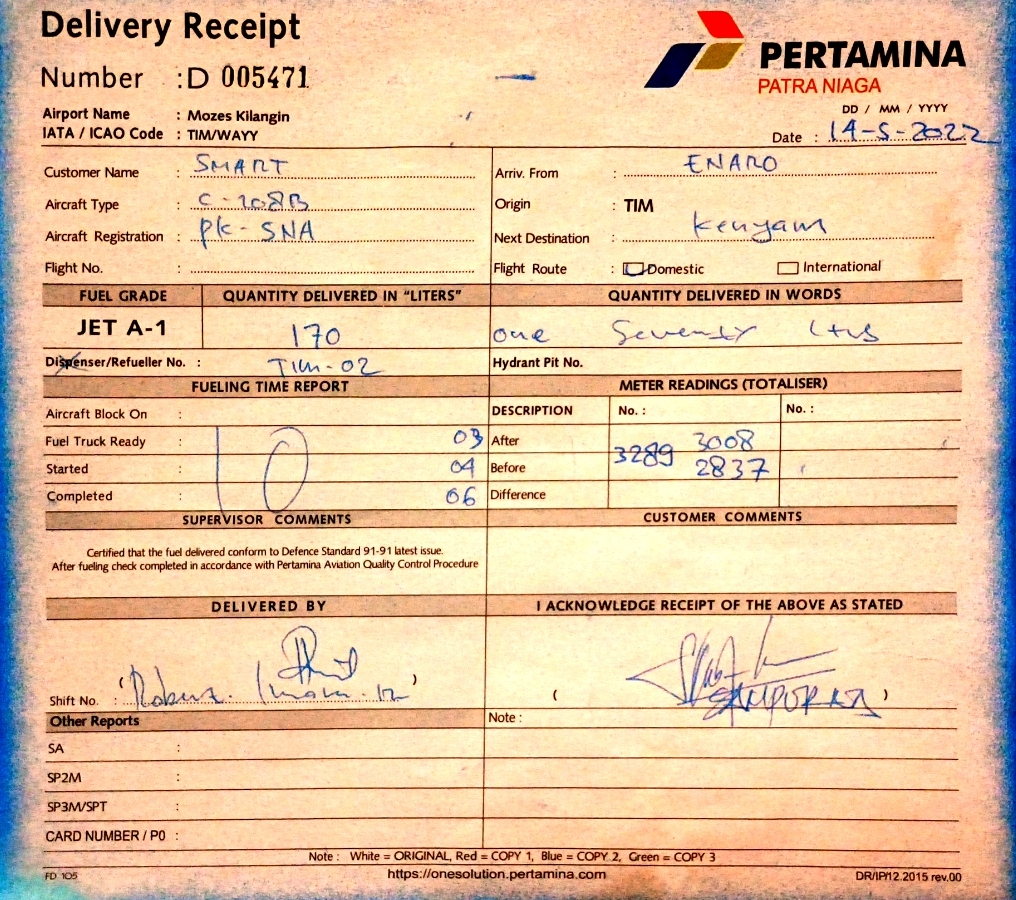 Delivery Receipt
Number : D 005471
PERTAMINA
PATRA NIAGA
Airport Name : Mozes Kilangin
IATA / ICAO Code : TIM/WAYY
DD / MM / YYYY
Date : 14-5-2022
Customer Name : SMART
Arriv. From : ENARO
Aircraft Type : C-208B
Origin : TIM
Aircraft Registration : PK-SNA
Next Destination : Kenyam
Flight No. :
Flight Route : Domestic International
FUEL GRADE QUANTITY DELIVERED IN "LITERS" QUANTITY DELIVERED IN WORDS
JET A-1 170 one Seventy Ltrs
Dispenser/Refueller No. : TIM-02 Hydrant Pit No.
FUELING TIME REPORT METER READINGS (TOTALISER)
Aircraft Block On : DESCRIPTION No. : No. :
Fuel Truck Ready : 10 03 After 3289 3008
Started : 04 Before 2837
Completed : 06 Difference
SUPERVISOR COMMENTS CUSTOMER COMMENTS
Certified that the fuel delivered conform to Defence Standard 91-91 latest issue.
After fueling check completed in accordance with Pertamina Aviation Quality Control Procedure
DELIVERED BY I ACKNOWLEDGE RECEIPT OF THE ABOVE AS STATED
Shift No. : ( ) ( )
Other Reports Note :
SA :
SP2M :
SP3M/SPT :
CARD NUMBER / P0 :
Note : White = ORIGINAL, Red = COPY 1, Blue = COPY 2, Green = COPY 3
FD 105 https://onesolution.pertamina.com DR/IP/12.2015 rev.00